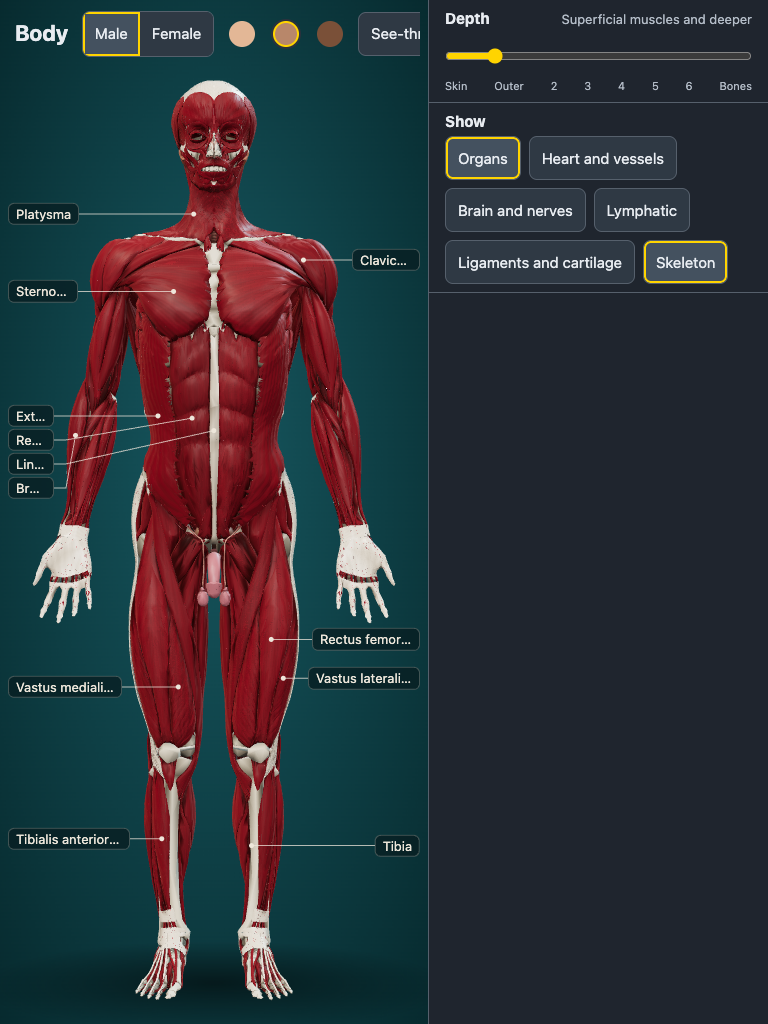 Body
Male
Female
See-thr
Platysma
Clavic...
Sterno...
Ext...
Re...
Lin...
Br...
Rectus femor...
Vastus laterali...
Vastus mediali...
Tibialis anterior...
Tibia
Depth
Superficial muscles and deeper
Skin Outer 2 3 4 5 6 Bones
Show
Organs
Heart and vessels
Brain and nerves
Lymphatic
Ligaments and cartilage
Skeleton